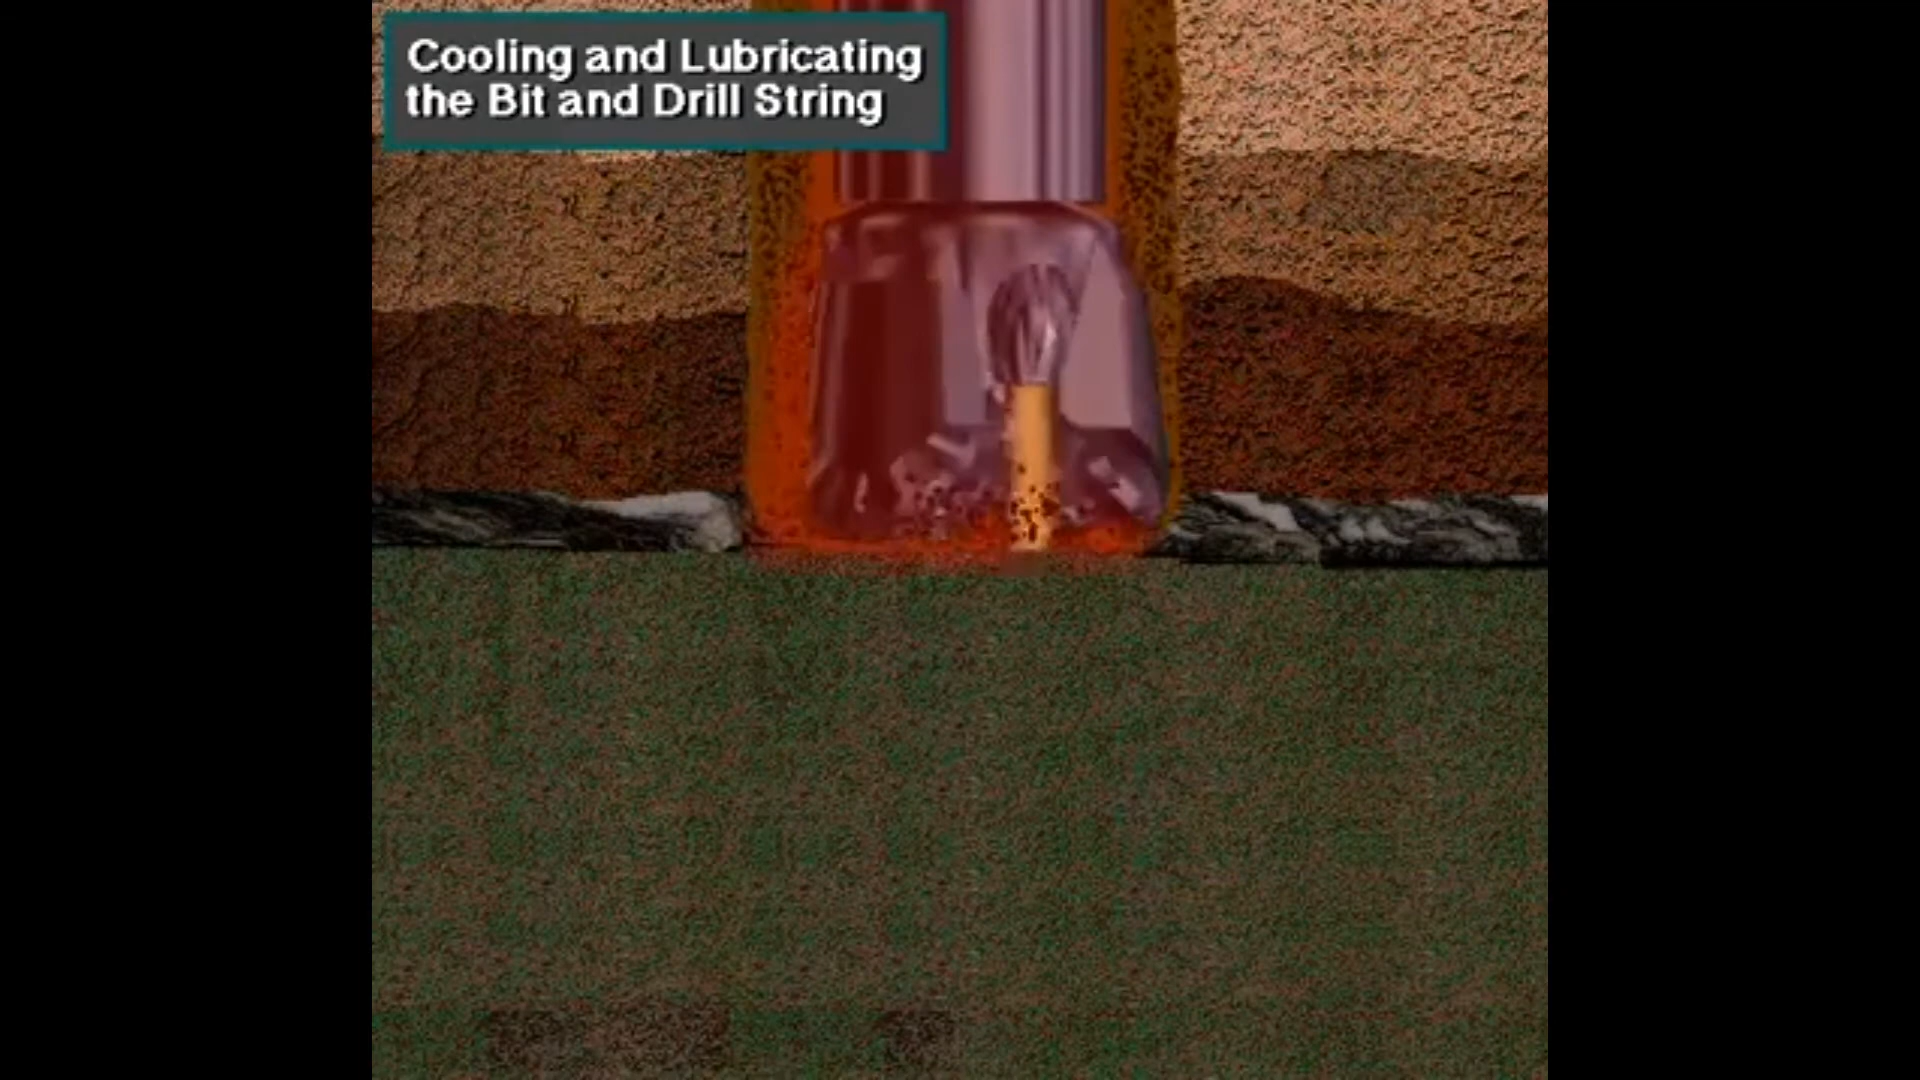 Cooling and Lubricating
the Bit and Drill String